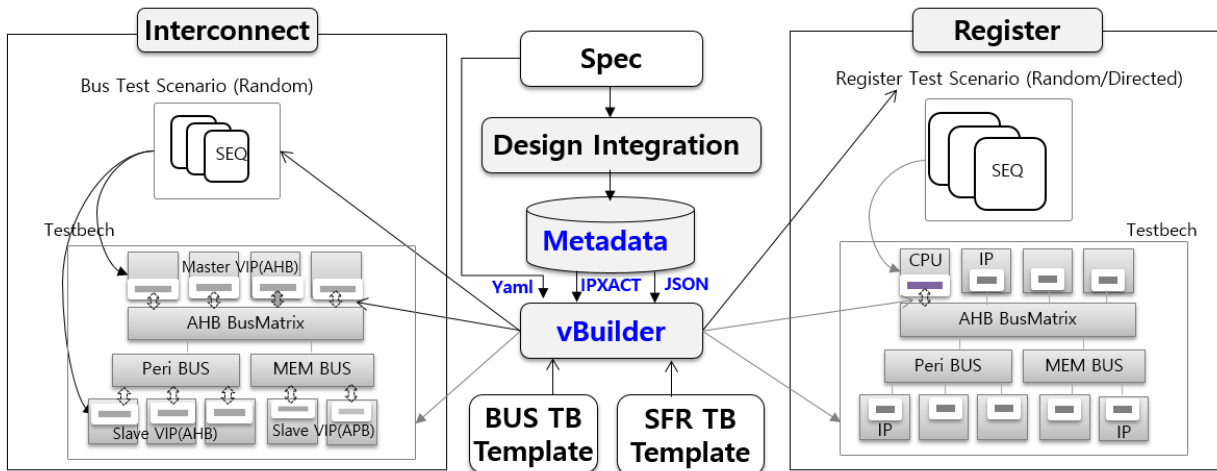 Interconnect
Bus Test Scenario (Random)
SEQ
Testbech
Master VIP(AHB)
AHB BusMatrix
Peri BUS
MEM BUS
Slave VIP(AHB)
Slave VIP(APB)
Spec
Design Integration
Metadata
Yaml
IPXACT
JSON
vBuilder
BUS TB
Template
SFR TB
Template
Register
Register Test Scenario (Random/Directed)
SEQ
Testbech
CPU
IP
AHB BusMatrix
Peri BUS
MEM BUS
IP
IP